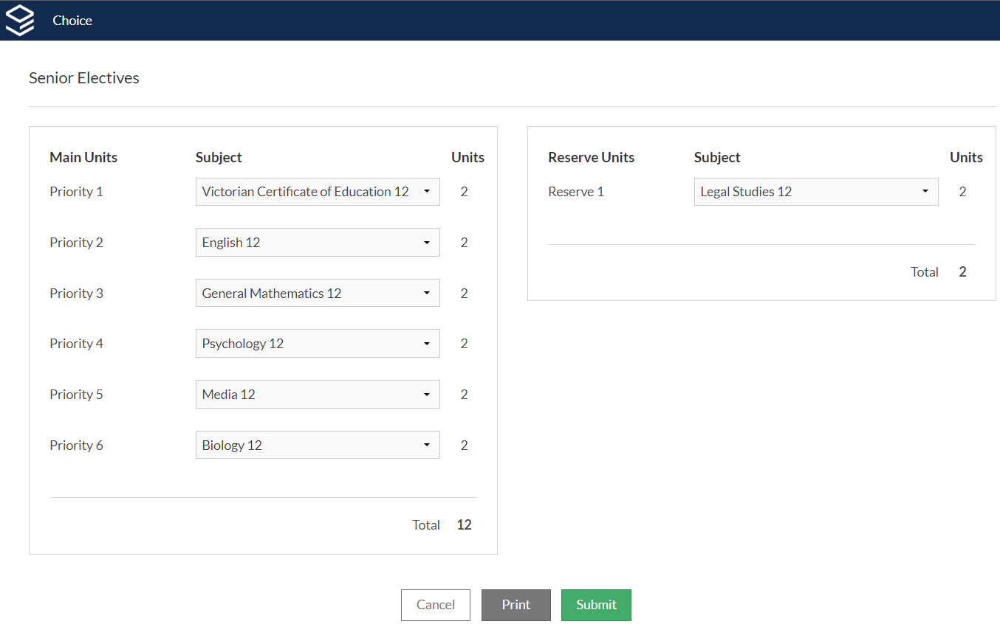 Choice
Senior Electives
Main Units Subject Units
Priority 1 Victorian Certificate of Education 12 2
Priority 2 English 12 2
Priority 3 General Mathematics 12 2
Priority 4 Psychology 12 2
Priority 5 Media 12 2
Priority 6 Biology 12 2
Total 12
Reserve Units Subject Units
Reserve 1 Legal Studies 12 2
Total 2
Cancel Print Submit